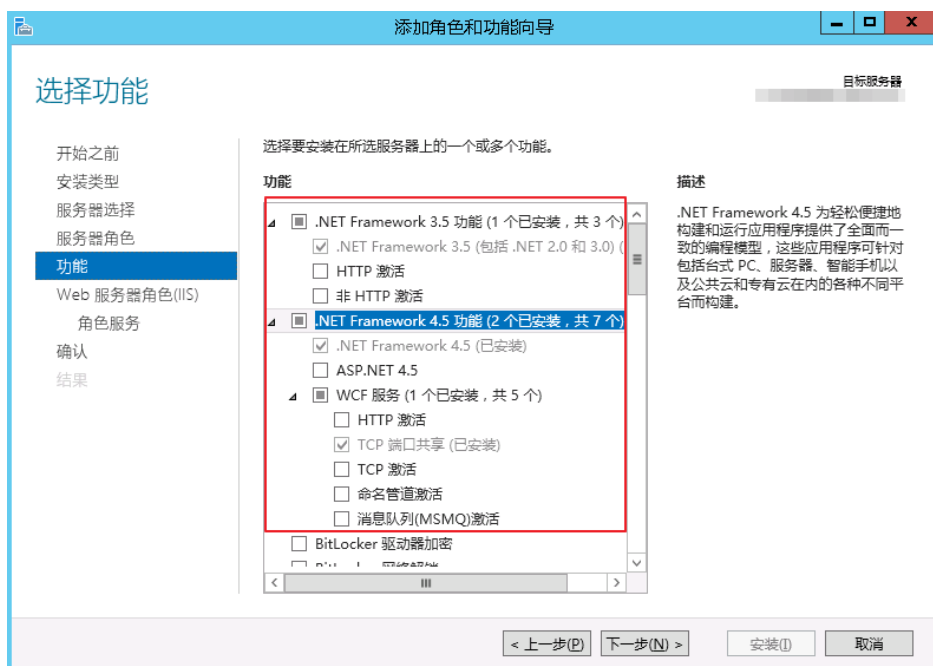 添加角色和功能向导
选择功能
目标服务器
开始之前
安装类型
服务器选择
服务器角色
功能
Web 服务器角色(IIS)
角色服务
确认
结果
选择要安装在所选服务器上的一个或多个功能。
功能
.NET Framework 3.5 功能 (1 个已安装，共 3 个)
.NET Framework 3.5 (包括 .NET 2.0 和 3.0) (
HTTP 激活
非 HTTP 激活
.NET Framework 4.5 功能 (2 个已安装，共 7 个)
.NET Framework 4.5 (已安装)
ASP.NET 4.5
WCF 服务 (1 个已安装，共 5 个)
HTTP 激活
TCP 端口共享 (已安装)
TCP 激活
命名管道激活
消息队列(MSMQ)激活
BitLocker 驱动器加密
描述
.NET Framework 4.5 为轻松便捷地
构建和运行应用程序提供了全面而一
致的编程模型，这些应用程序可针对
包括台式 PC、服务器、智能手机以
及公共云和专有云在内的各种不同平
台而构建。
< 上一步(P)
下一步(N) >
安装(I)
取消